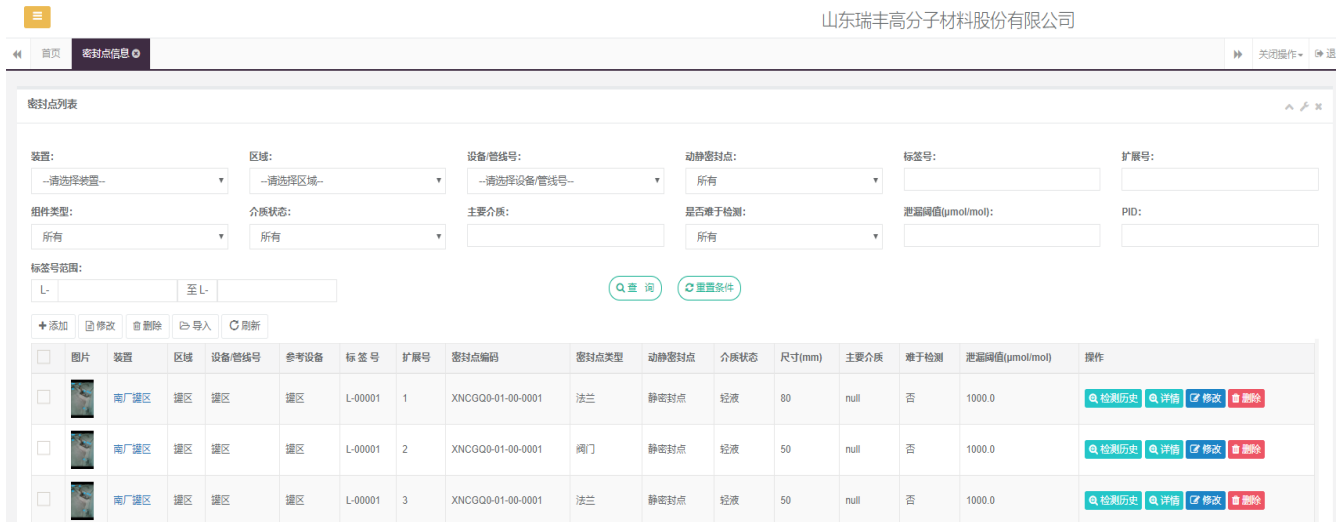 山东瑞丰高分子材料股份有限公司
首页 密封点信息 关闭操作 退
密封点列表
装置: 区域: 设备/管线号: 动静密封点: 标签号: 扩展号:
--请选择装置-- --请选择区域-- --请选择设备/管线号-- 所有
组件类型: 介质状态: 主要介质: 是否难于检测: 泄漏阈值(μmol/mol): PID:
所有 所有 所有
标签号范围:
L- 至 L- 查 询 重置条件
添加 修改 删除 导入 刷新
图片 装置 区域 设备/管线号 参考设备 标 签 号 扩展号 密封点编码 密封点类型 动静密封点 介质状态 尺寸(mm) 主要介质 难于检测 泄漏阈值(μmol/mol) 操作
南厂罐区 罐区 罐区 罐区 L-00001 1 XNCGQ0-01-00-0001 法兰 静密封点 轻液 80 null 否 1000.0 检测历史 详情 修改 删除
南厂罐区 罐区 罐区 罐区 L-00001 2 XNCGQ0-01-00-0001 阀门 静密封点 轻液 50 null 否 1000.0 检测历史 详情 修改 删除
南厂罐区 罐区 罐区 罐区 L-00001 3 XNCGQ0-01-00-0001 法兰 静密封点 轻液 50 null 否 1000.0 检测历史 详情 修改 删除